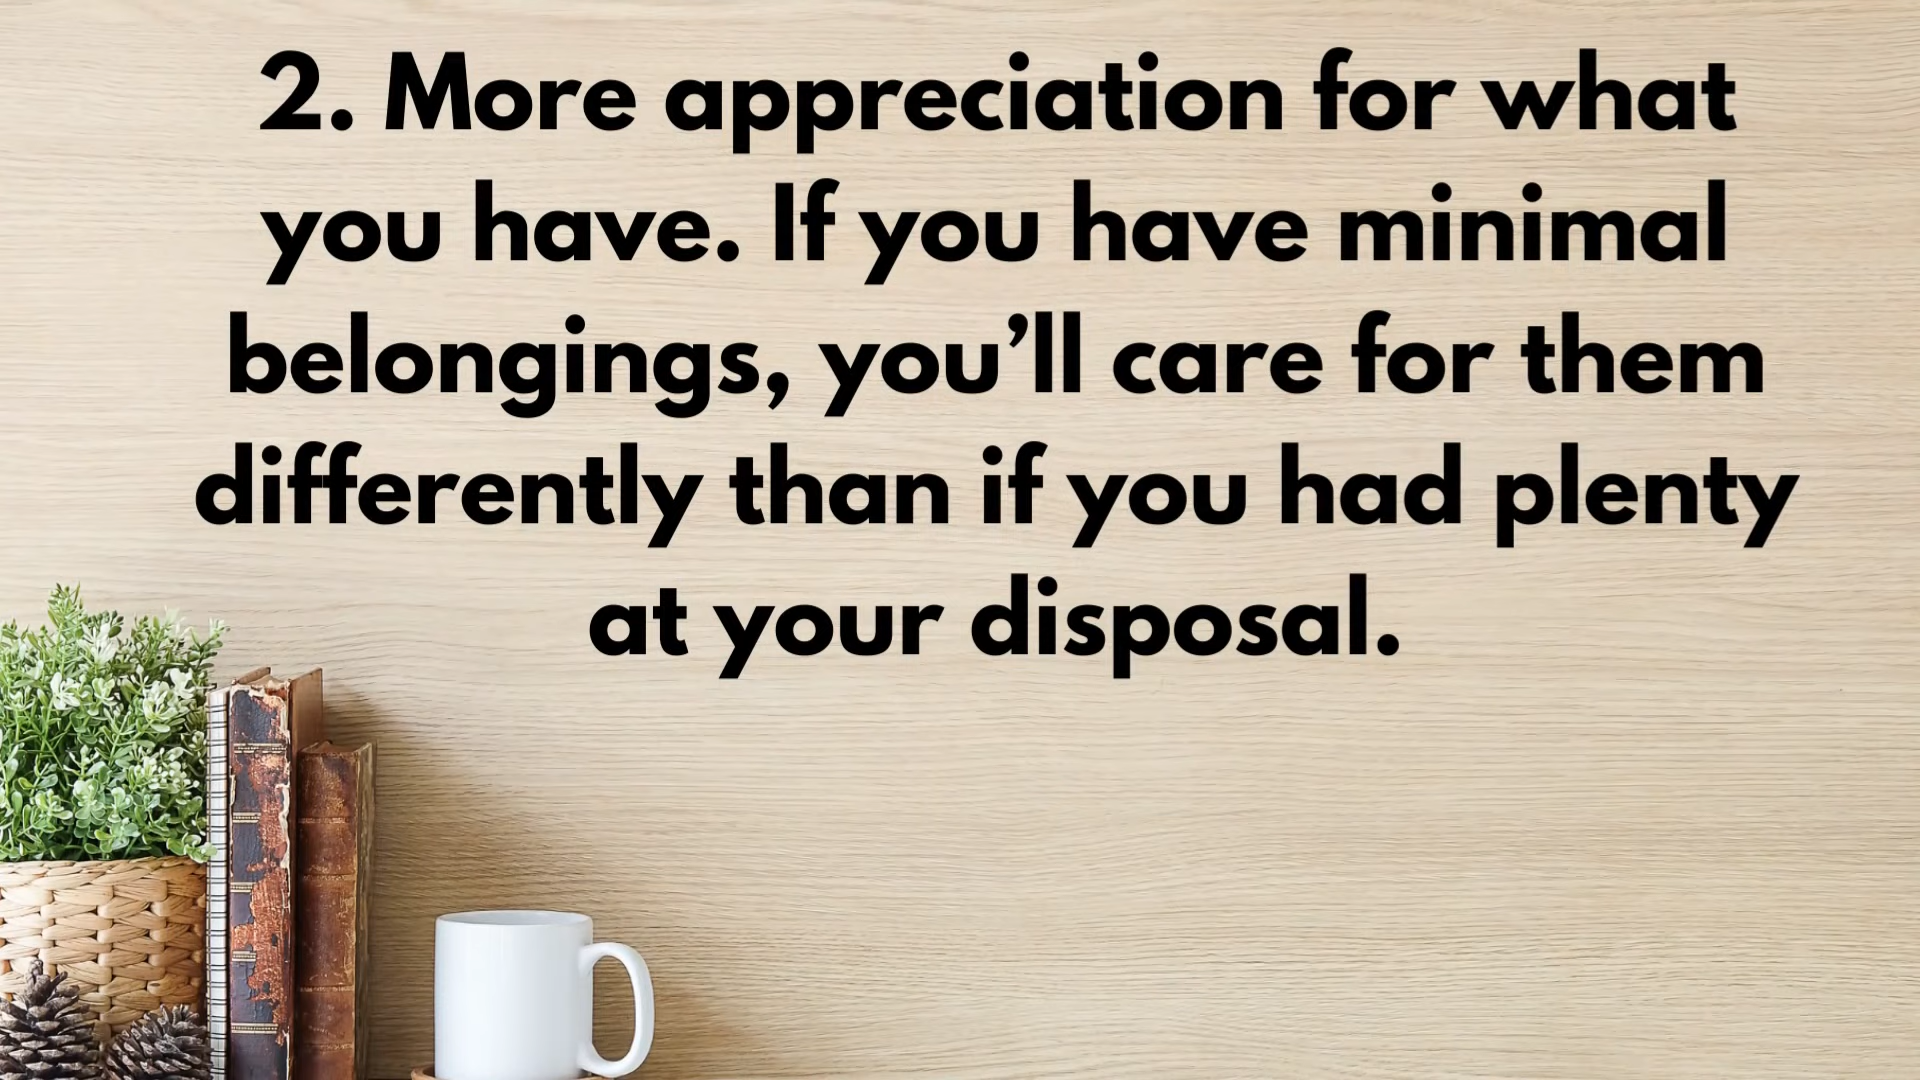 2. More appreciation for what
you have. If you have minimal
belongings, you’ll care for them
differently than if you had plenty
at your disposal.